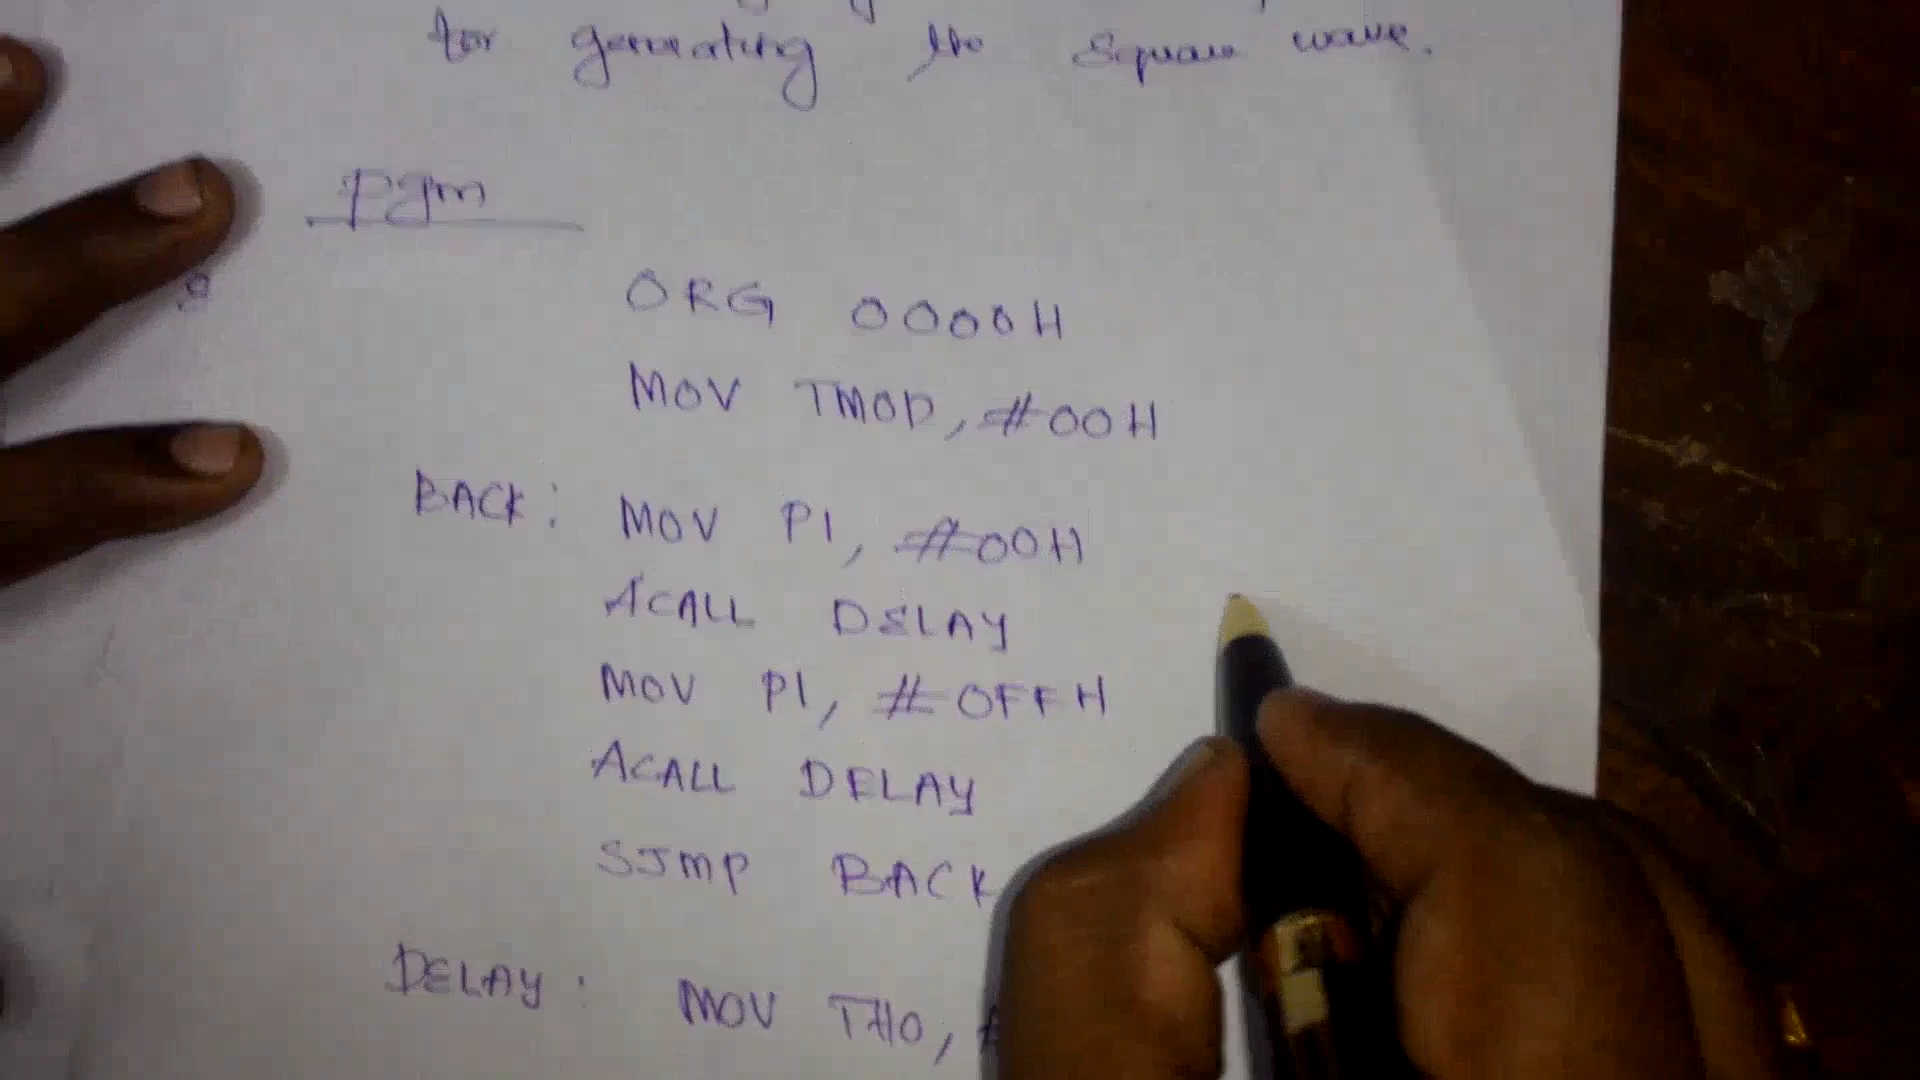 for generating the square wave.
Pgm
ORG 0000H
MOV TMOD, #00H
BACK: MOV P1, #00H
ACALL DELAY
MOV P1, #0FFH
ACALL DELAY
SJMP BACK
DELAY: MOV TH0, #